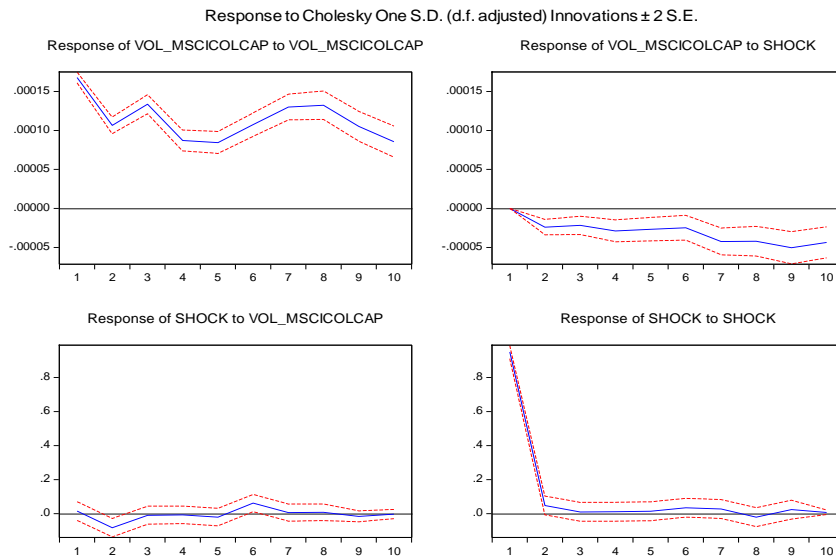 Response to Cholesky One S.D. (d.f. adjusted) Innovations ± 2 S.E.
Response of VOL_MSCICOLCAP to VOL_MSCICOLCAP
.00015
.00010
.00005
.00000
-.00005
1 2 3 4 5 6 7 8 9 10
Response of VOL_MSCICOLCAP to SHOCK
.00015
.00010
.00005
.00000
-.00005
1 2 3 4 5 6 7 8 9 10
Response of SHOCK to VOL_MSCICOLCAP
.8
.6
.4
.2
.0
1 2 3 4 5 6 7 8 9 10
Response of SHOCK to SHOCK
.8
.6
.4
.2
.0
1 2 3 4 5 6 7 8 9 10